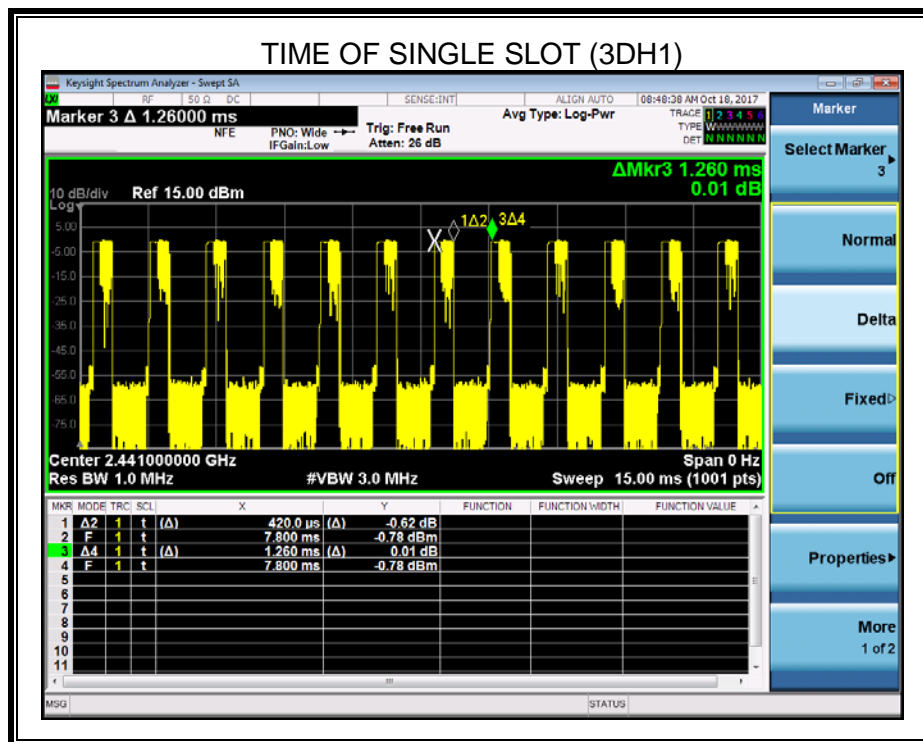 TIME OF SINGLE SLOT (3DH1)
Keysight Spectrum Analyzer - Swept SA
LXI RF 50 Ω DC SENSE:INT ALIGN AUTO 08:48:38 AM Oct 18, 2017
Marker 3 Δ 1.26000 ms Avg Type: Log-Pwr TRACE 1 2 3 4 5 6
TYPE WWWWWW
NFE PNO: Wide Trig: Free Run
DET N N N N N N
IFGain:Low Atten: 26 dB
ΔMkr3 1.260 ms
0.01 dB
10 dB/div Ref 15.00 dBm
Log
1Δ2 3Δ4
5.00
X
-5.00
-15.0
-25.0
-35.0
-45.0
-55.0
-65.0
-75.0
Center 2.441000000 GHz Span 0 Hz
Res BW 1.0 MHz #VBW 3.0 MHz Sweep 15.00 ms (1001 pts)
MKR MODE TRC SCL X Y FUNCTION FUNCTION WIDTH FUNCTION VALUE
1 Δ2 1 t (Δ) 420.0 µs (Δ) -0.62 dB
2 F 1 t 7.800 ms -0.78 dBm
3 Δ4 1 t (Δ) 1.260 ms (Δ) 0.01 dB
4 F 1 t 7.800 ms -0.78 dBm
5
6
7
8
9
10
11
MSG STATUS
Marker
Select Marker
3
Normal
Delta
Fixed
Off
Properties
More
1 of 2